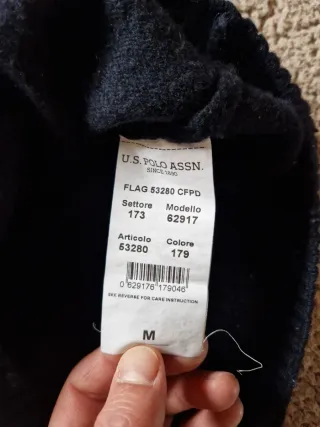 U.S. POLO ASSN.
SINCE 1890
FLAG 53280 CFPD
Settore Modello
173 62917
Articolo Colore
53280 179
0 629176 179046
SEE REVERSE FOR CARE INSTRUCTION
M